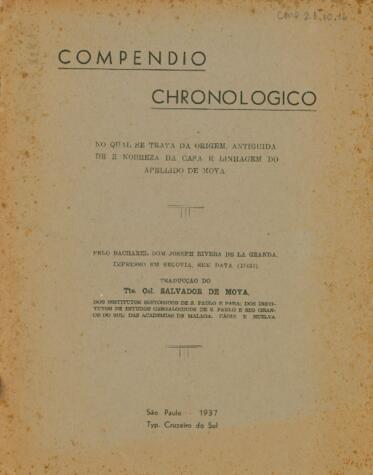 COMPENDIO
CHRONOLOGICO
NO QUAL SE TRATA DA ORIGEM, ANTIGUIDA-
DE E NOBREZA DA CASA E LINHAGEM DO
APELLIDO DE MOYA
PELO BACHAREL DOM JOSEPH RIVERA DE LA GRANDA.
IMPRESSO EM SEGOVIA, SEM DATA
TRADUCÇÃO DO
Tte. Çel. SALVADOR DE MOYA,
DOS INSTITUTOS HISTORICOS DE S. PAULO E PARÁ; DOS INSTI-
TUTOS DE ESTUDOS GENEALOGICOS DE S. PAULO E RIO GRAN-
DE DO SUL; DAS ACADEMIAS DE MALAGA, CADIX E HUELVA
São Paulo - 1937
Typ. Cruzeiro do Sul